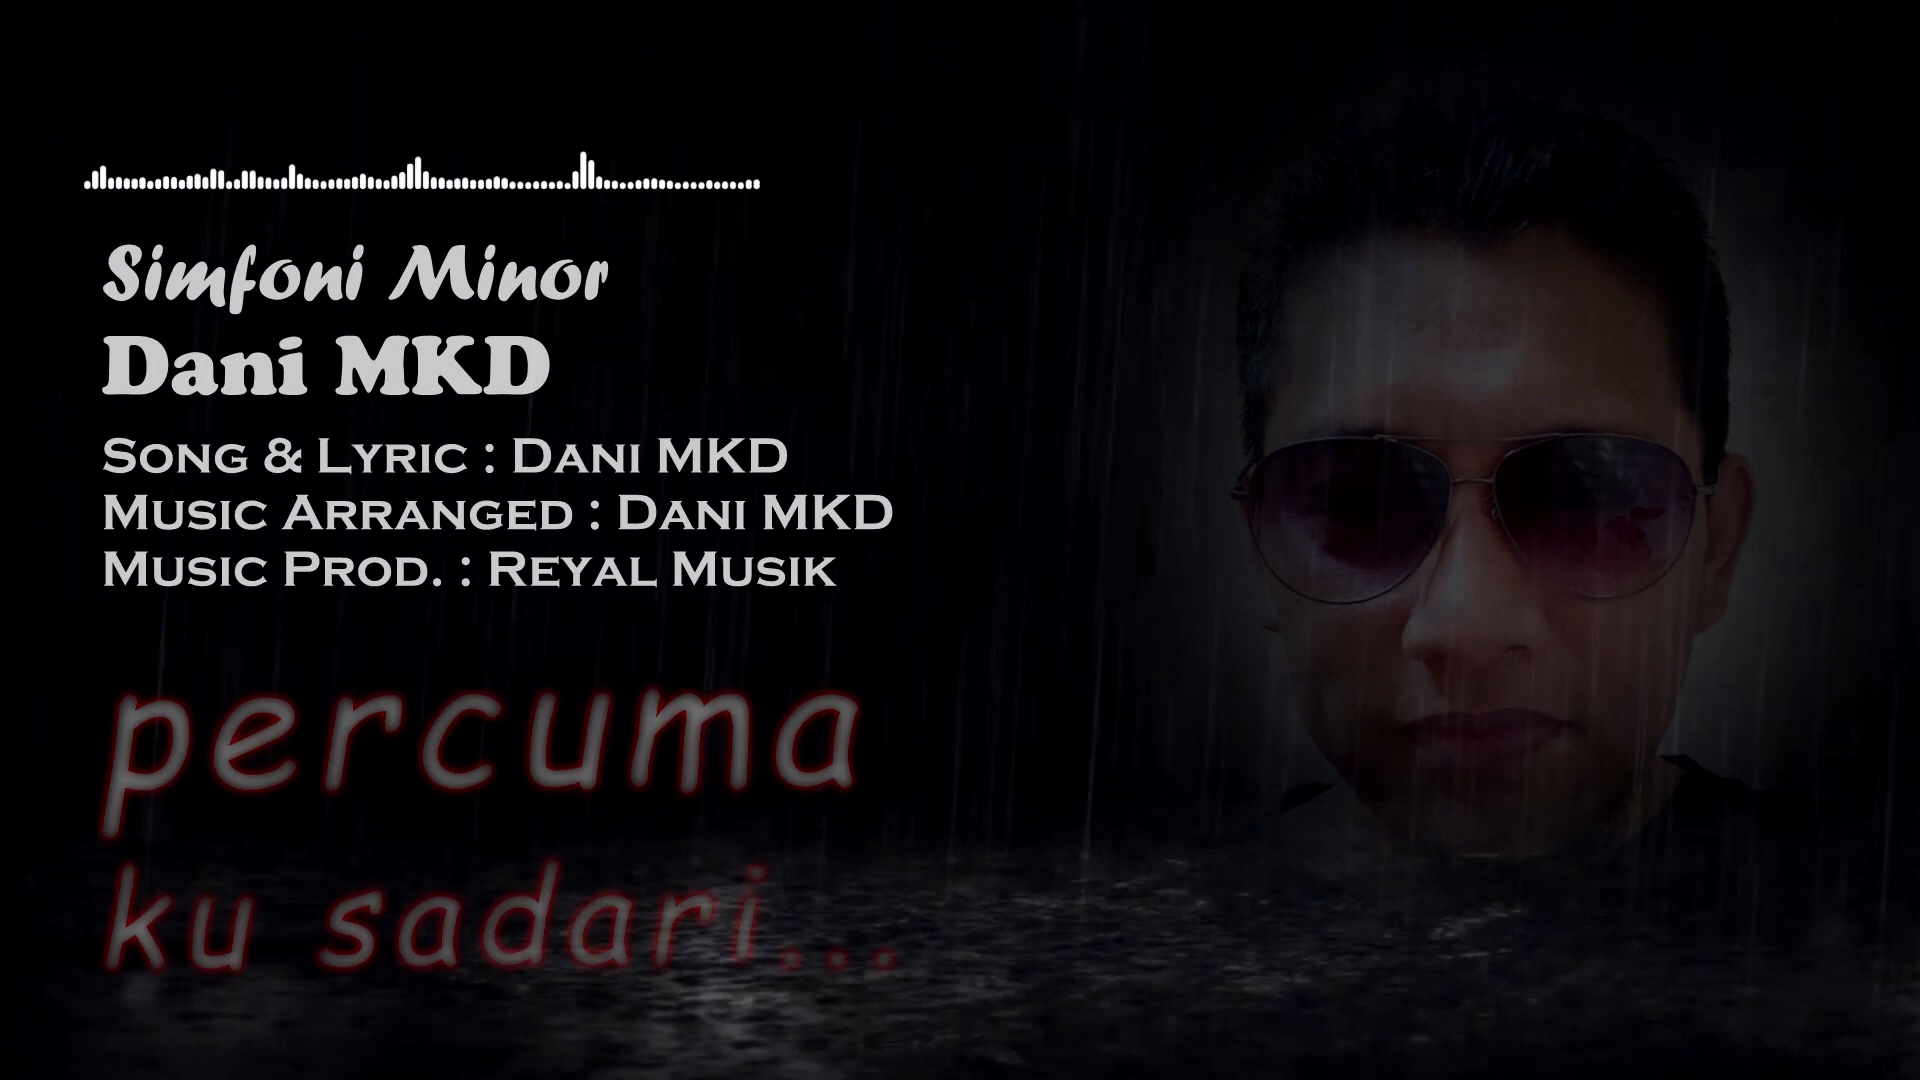 Simfoni Minor
Dani MKD
Song & Lyric : Dani MKD
Music Arranged : Dani MKD
Music Prod. : Reyal Musik
percuma
ku sadari...